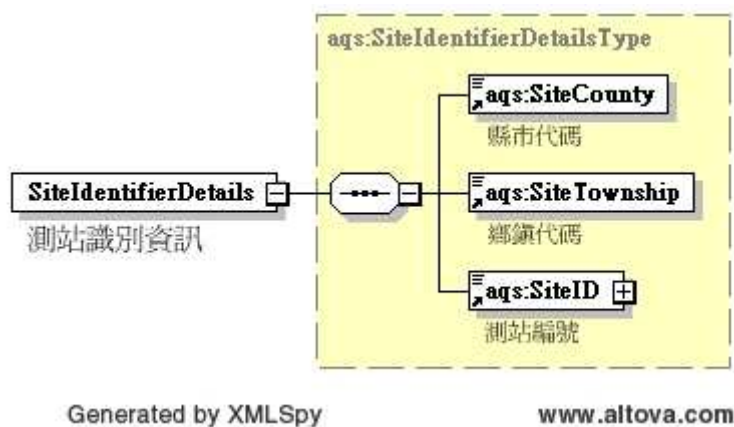 aqs:SiteIdentifierDetailsType
aqs:SiteCounty
縣市代碼
SiteIdentifierDetails
測站識別資訊
aqs:SiteTownship
鄉鎮代碼
aqs:SiteID
測站編號
Generated by XMLSpy
www.altova.com